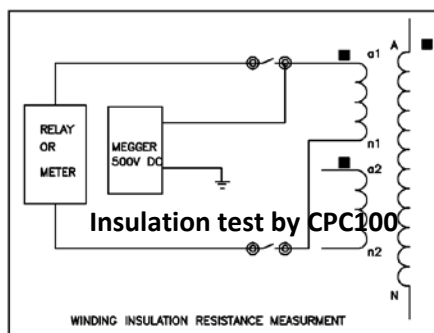 A
a1
RELAY
OR
METER
MEGGER
500V DC
n1
a2
Insulation test by CPC100
n2
N
WINDING INSULATION RESISTANCE MEASURMENT